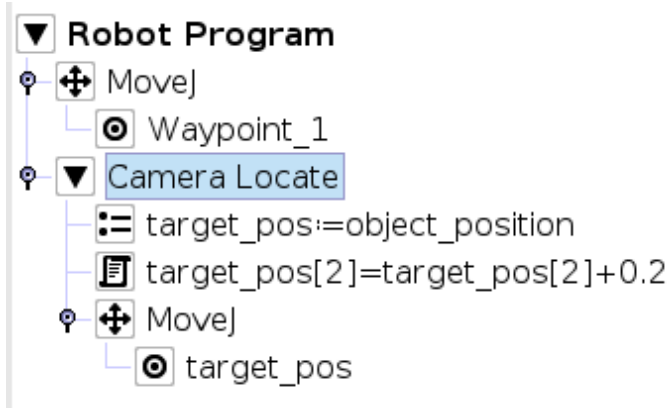 Robot Program
MoveJ
Waypoint_1
Camera Locate
target_pos:=object_position
target_pos[2]=target_pos[2]+0.2
MoveJ
target_pos